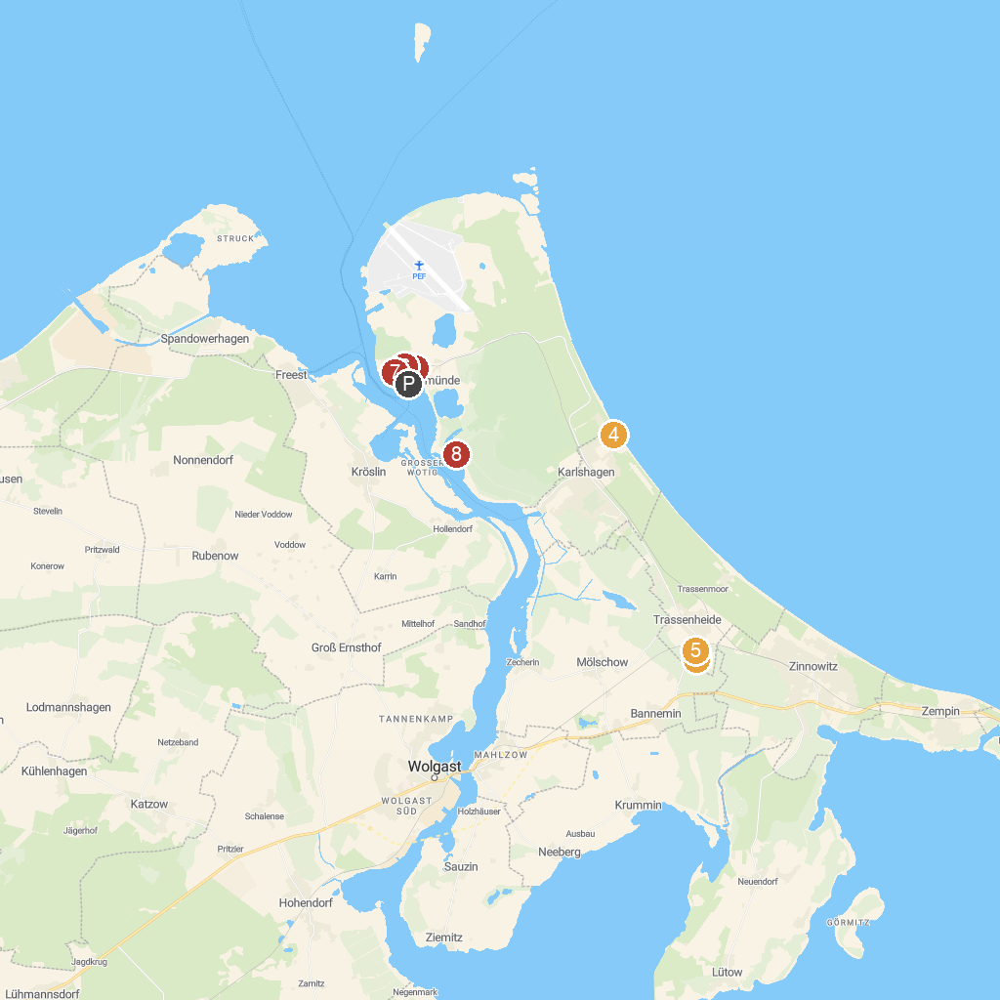 STRUCK
PEF
Spandowerhagen
Freest
7
P
münde
4
8
GROSSER
WOTIG
Karlshagen
Nonnendorf
Kröslin
usen
Stevelin
Nieder Voddow
Hollendorf
Pritzwald
Voddow
Konerow
Rubenow
Karrin
Trassenmoor
Mittelhof
Sandhof
Trassenheide
Groß Ernsthof
5
Zecherin
Mölschow
Zinnowitz
Lodmannshagen
Bannemin
Zempin
TANNENKAMP
Netzeband
MAHLZOW
Kühlenhagen
Wolgast
WOLGAST
SÜD
Katzow
Holzhäuser
Krummin
Schalense
Jägerhof
Ausbau
Pritzier
Neeberg
Sauzin
Neuendorf
Hohendorf
GÖRMITZ
Ziemitz
Jagdkrug
Lütow
Zarnitz
Lühmannsdorf
Negenmark